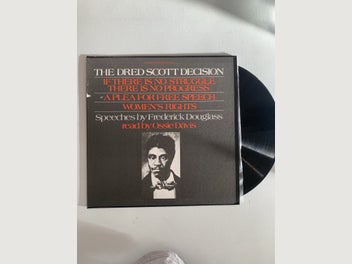 THE DRED SCOTT DECISION
IF THERE IS NO STRUGGLE
THERE IS NO PROGRESS
A PLEA FOR FREE SPEECH
WOMEN'S RIGHTS
Speeches by Frederick Douglass
read by Ossie Davis